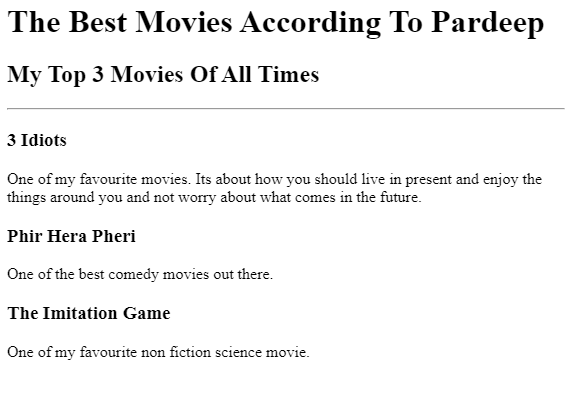 The Best Movies According To Pardeep
My Top 3 Movies Of All Times
3 Idiots
One of my favourite movies. Its about how you should live in present and enjoy the
things around you and not worry about what comes in the future.
Phir Hera Pheri
One of the best comedy movies out there.
The Imitation Game
One of my favourite non fiction science movie.